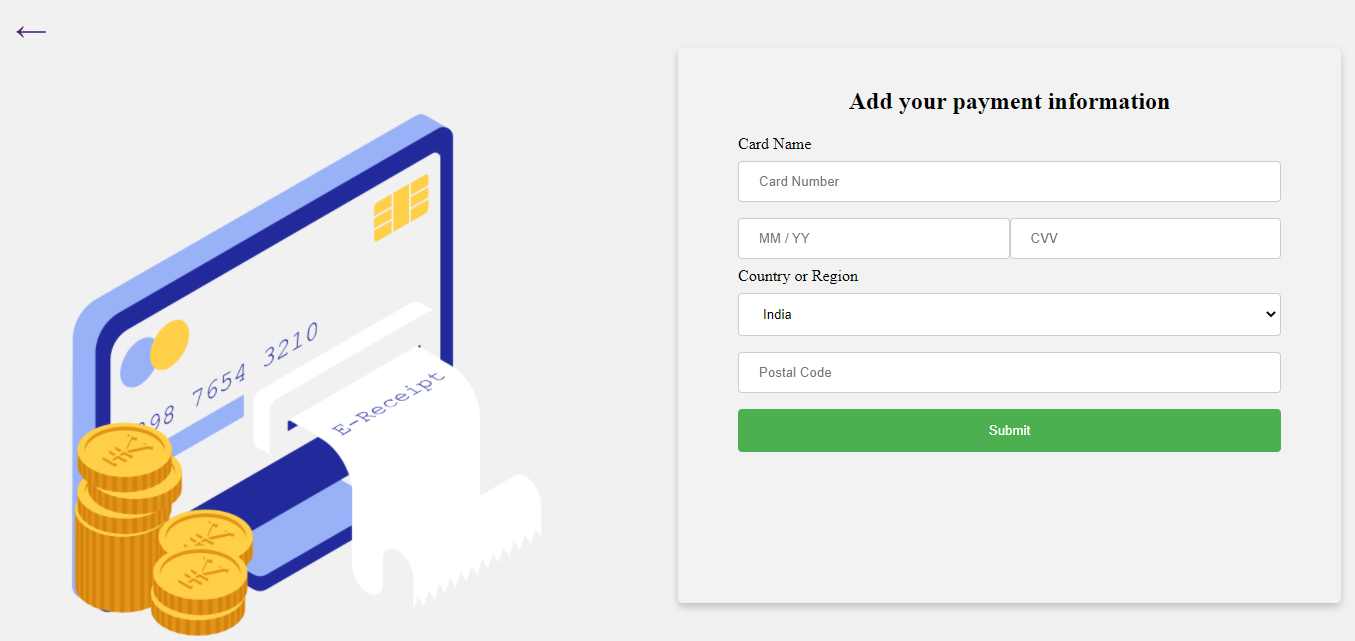 ←
Add your payment information
Card Name
Card Number
MM / YY CVV
Country or Region
India
Postal Code
Submit
3210
7654
098
E-Receipt